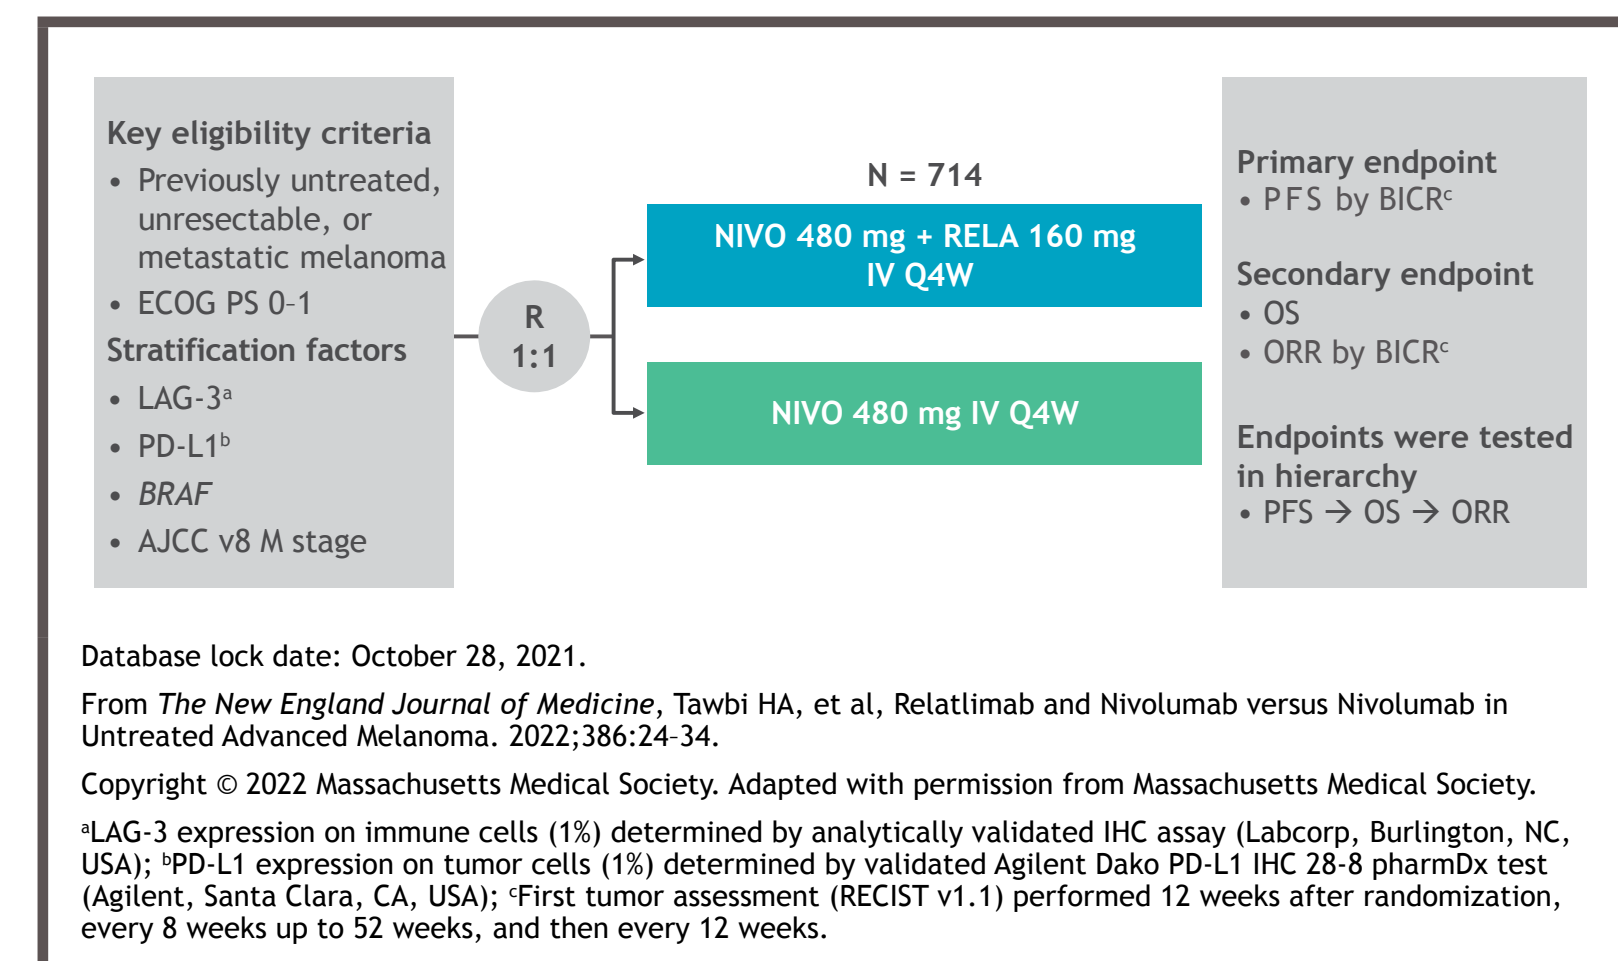 Key eligibility criteria
• Previously untreated,
unresectable, or
metastatic melanoma
• ECOG PS 0–1
Stratification factors
• LAG-3ᵃ
• PD-L1ᵇ
• BRAF
• AJCC v8 M stage
R
1:1
N = 714
NIVO 480 mg + RELA 160 mg
IV Q4W
NIVO 480 mg IV Q4W
Primary endpoint
• PFS by BICRᶜ
Secondary endpoint
• OS
• ORR by BICRᶜ
Endpoints were tested
in hierarchy
• PFS → OS → ORR
Database lock date: October 28, 2021.
From The New England Journal of Medicine, Tawbi HA, et al, Relatlimab and Nivolumab versus Nivolumab in
Untreated Advanced Melanoma. 2022;386:24–34.
Copyright © 2022 Massachusetts Medical Society. Adapted with permission from Massachusetts Medical Society.
ᵃLAG-3 expression on immune cells (1%) determined by analytically validated IHC assay (Labcorp, Burlington, NC,
USA); ᵇPD-L1 expression on tumor cells (1%) determined by validated Agilent Dako PD-L1 IHC 28-8 pharmDx test
(Agilent, Santa Clara, CA, USA); ᶜFirst tumor assessment (RECIST v1.1) performed 12 weeks after randomization,
every 8 weeks up to 52 weeks, and then every 12 weeks.